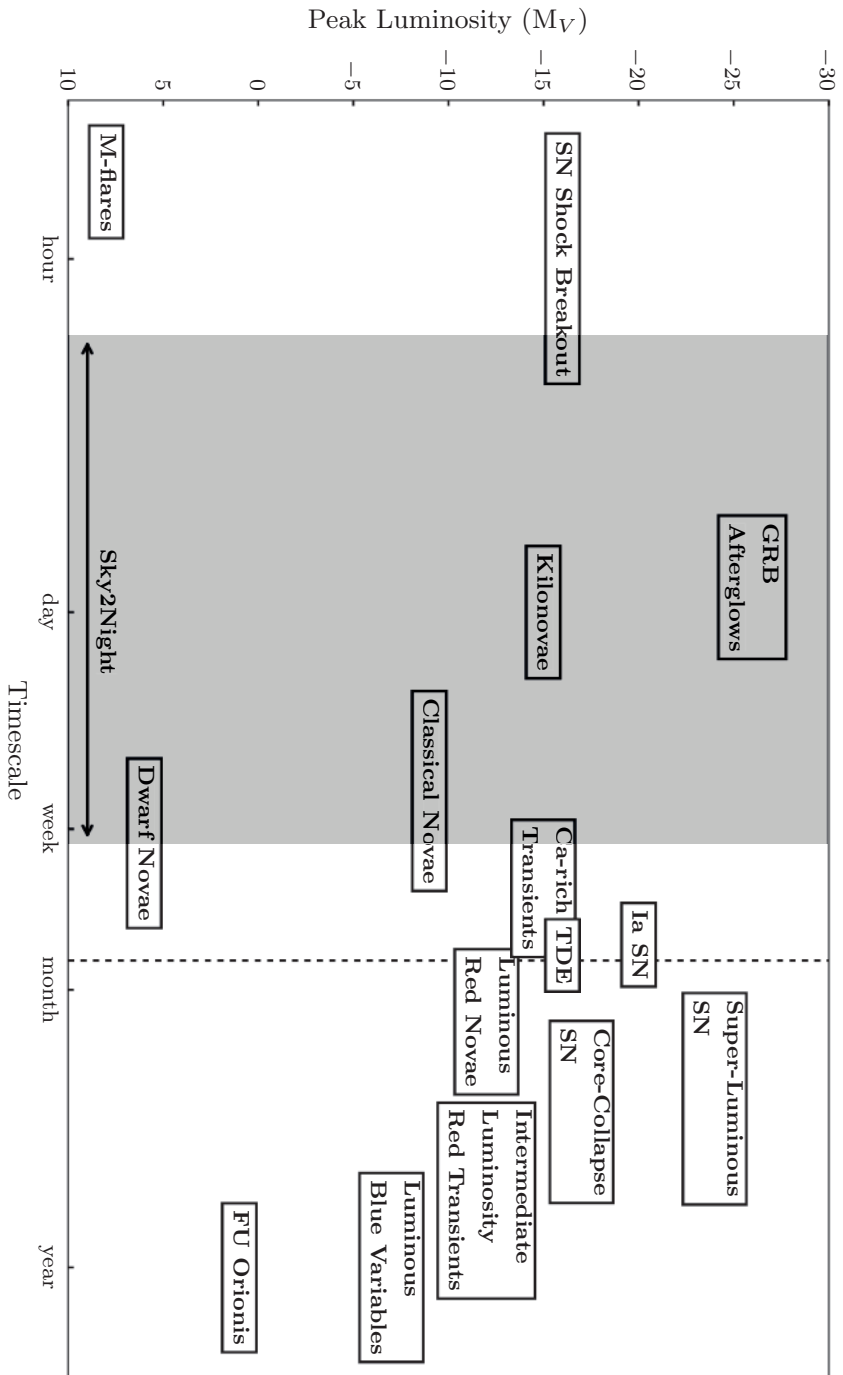 Peak Luminosity (M_V)
−30
−25
−20
−15
−10
−5
0
5
10
GRB
Afterglows
Super-Luminous
SN
Ia SN
Core-Collapse
SN
SN Shock Breakout
TDE
Ca-rich
Transients
Kilonovae
Intermediate
Luminosity
Red Transients
Luminous
Red Novae
Classical Novae
Luminous
Blue Variables
FU Orionis
Dwarf Novae
M-flares
Sky2Night
hour
day
week
month
year
Timescale